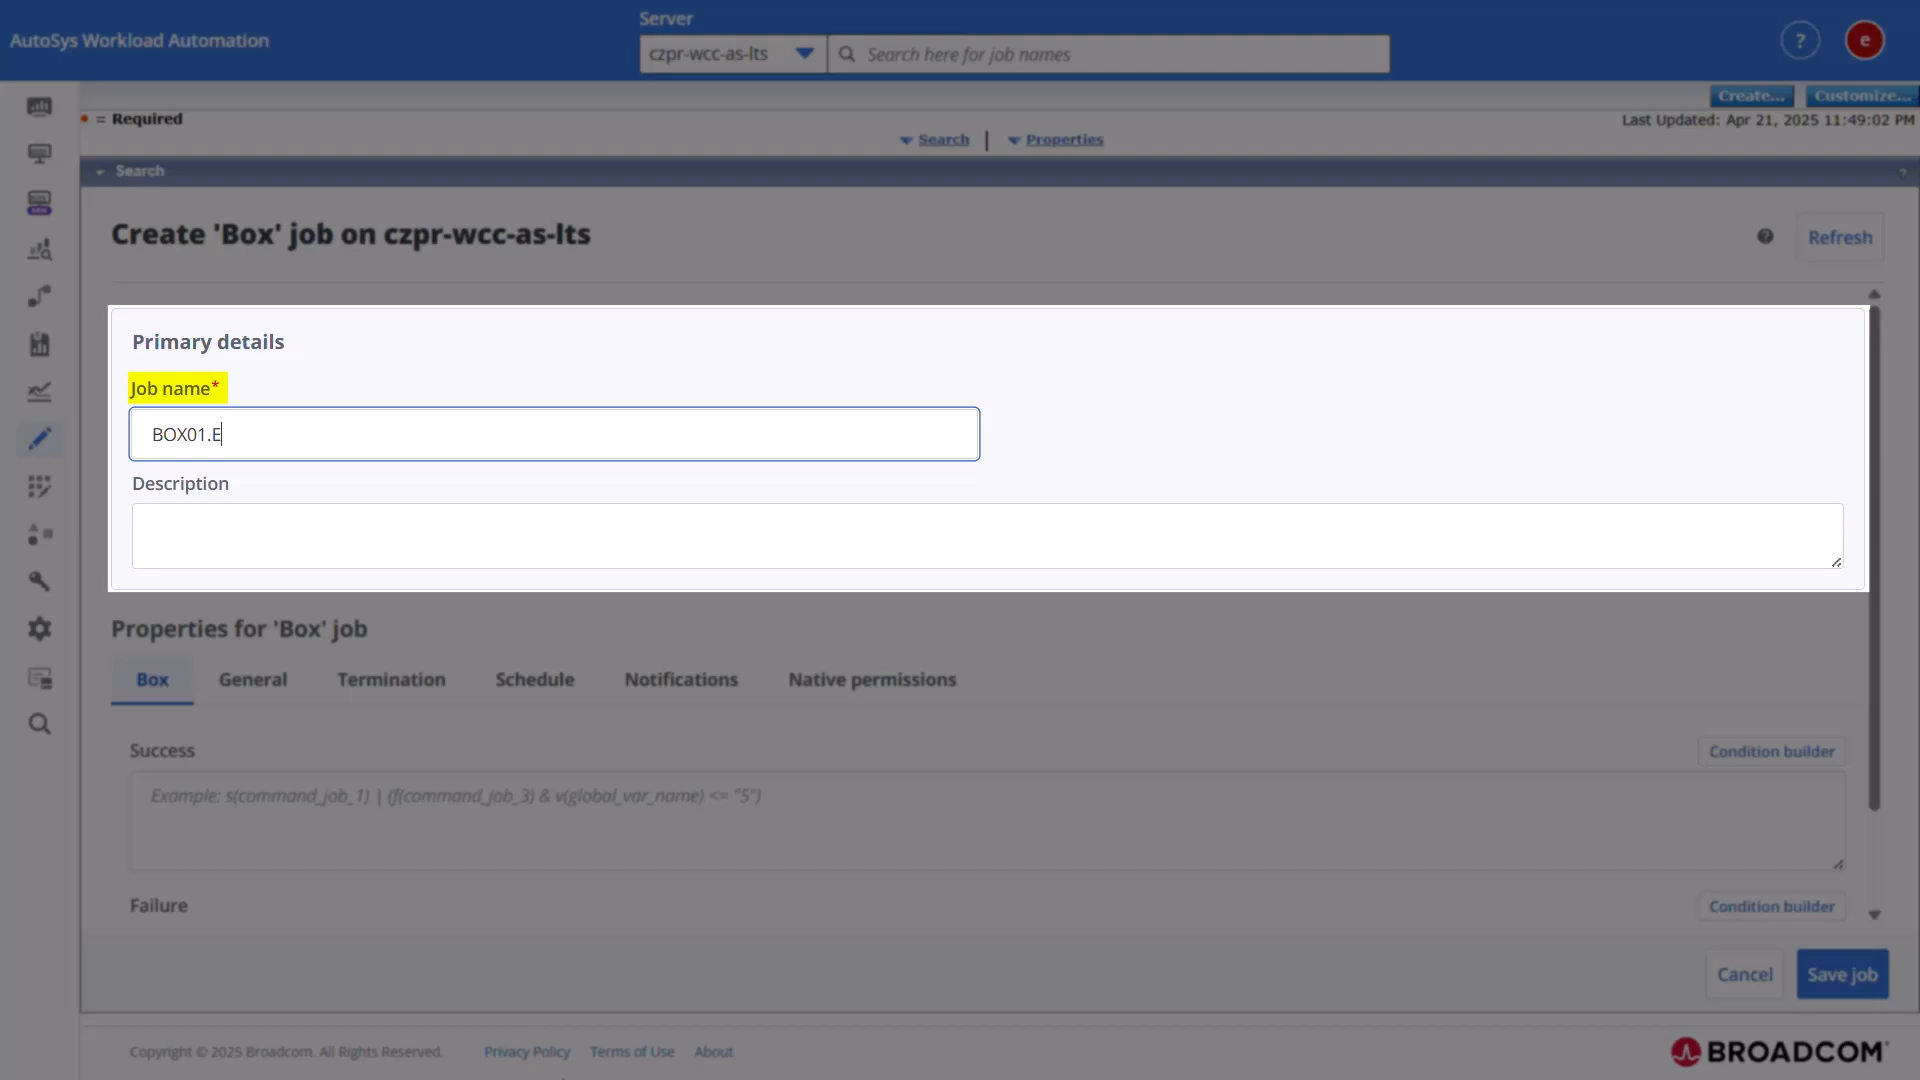 Server
AutoSys Workload Automation
czpr-wcc-as-lts
Search here for job names
?
e
Create...
Customize...
= Required
Last Updated: Apr 21, 2025 11:49:02 PM
Search | Properties
Search
?
Create 'Box' job on czpr-wcc-as-lts
?
Refresh
Primary details
Job name*
BOX01.E
Description
Properties for 'Box' job
Box
General
Termination
Schedule
Notifications
Native permissions
Success
Condition builder
Example: s(command_job_1) | (f(command_job_3) & v(global_var_name) <= "5")
Failure
Condition builder
Cancel
Save job
Copyright © 2025 Broadcom. All Rights Reserved.
Privacy Policy
Terms of Use
About
BROADCOM